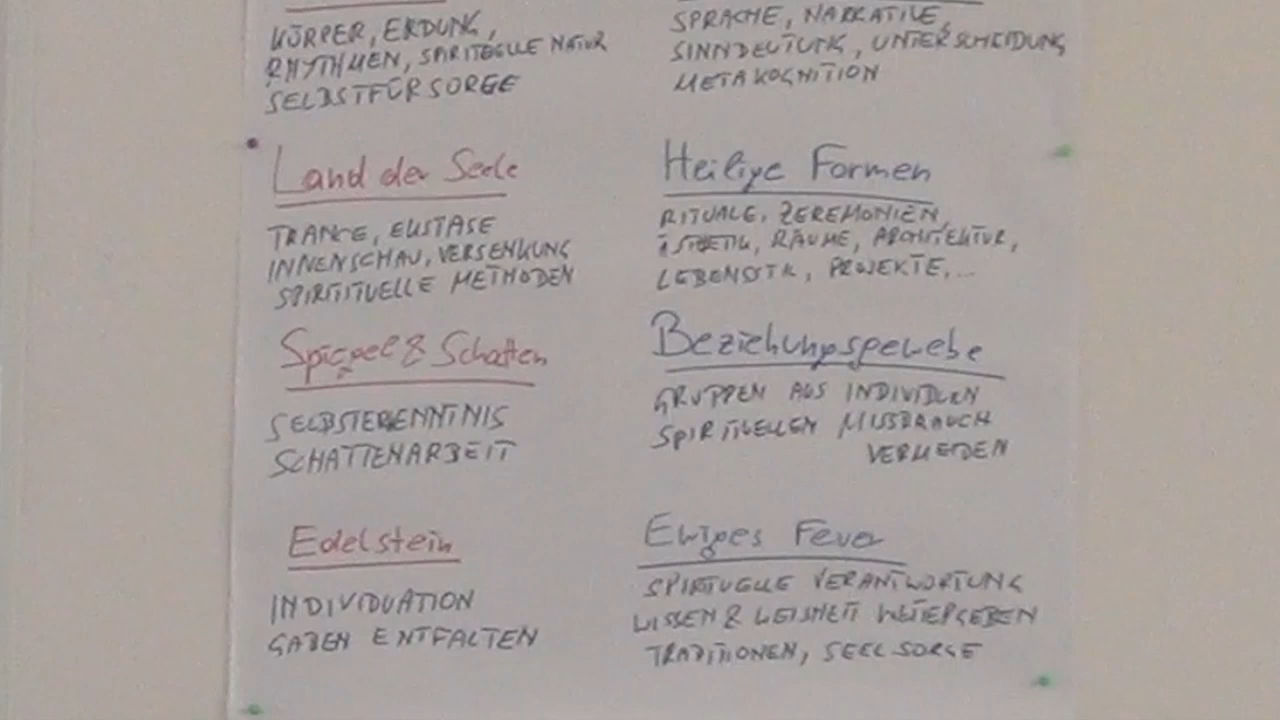 KÖRPER, ERDUNG,
RHYTHMEN, SPIRITUELLE NATUR
SELBSTFÜRSORGE
Land der Seele
TRANCE, EKSTASE
INNENSCHAU, VERSENKUNG
SPIRITITUELLE METHODEN
Spiegel & Schatten
SELBSTERKENNTNIS
SCHATTENARBEIT
Edelstein
INDIVIDUATION
GABEN ENTFALTEN
SPRACHE, NARRATIVE,
SINNDEUTUNG, UNTERSCHEIDUNG
METAKOGNITION
Heilige Formen
RITUALE, ZEREMONIEN,
ÄSTHETIK, RÄUME, ARCHITEKTUR,
PROJEKTE,...
Beziehungsgewebe
GRUPPEN AUS INDIVIDUEN
SPIRITUELLEN MISSBRAUCH
VERMEIDEN
Ewiges Feuer
SPIRITUELLE VERANTWORTUNG
WISSEN & WEISHEIT WEITERGEBEN
TRADITIONEN, SEELSORGE